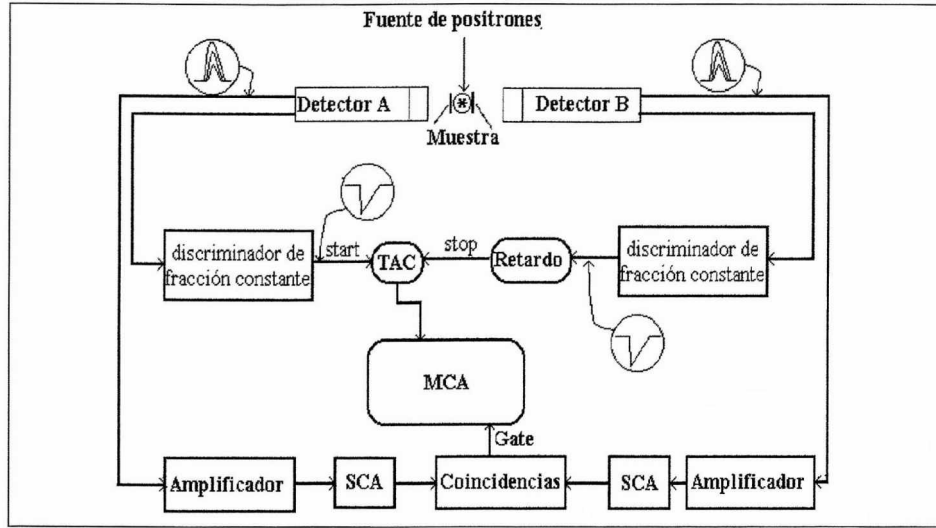 Fuente de positrones
Detector A
Detector B
Muestra
discriminador de
fracción constante
start
TAC
stop
Retardo
discriminador de
fracción constante
MCA
Gate
Amplificador
SCA
Coincidencias
SCA
Amplificador